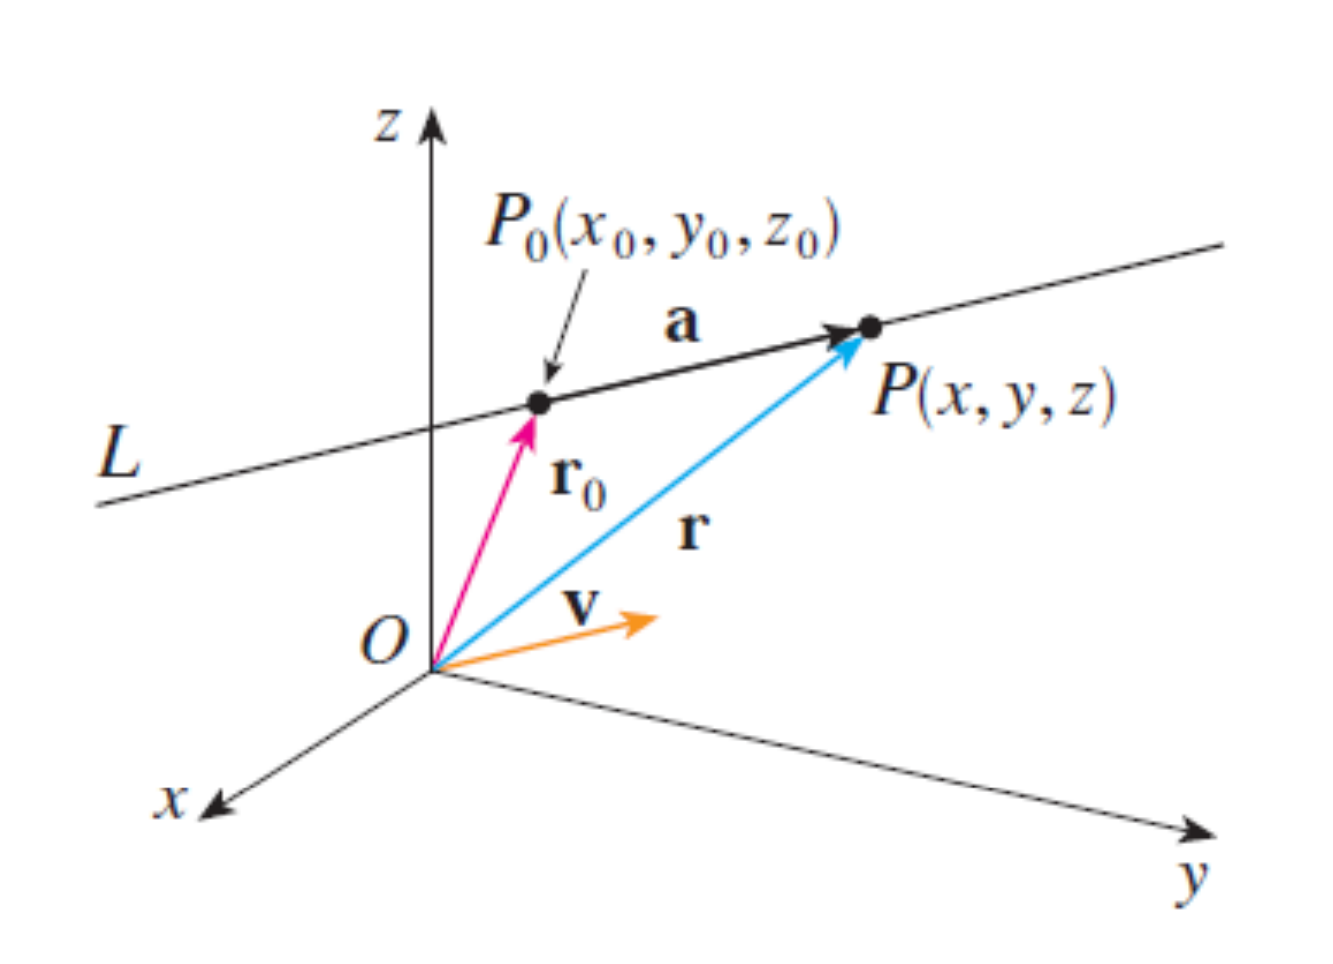 z
P₀(x₀, y₀, z₀)
a
P(x, y, z)
L
r₀
r
v
O
x
y